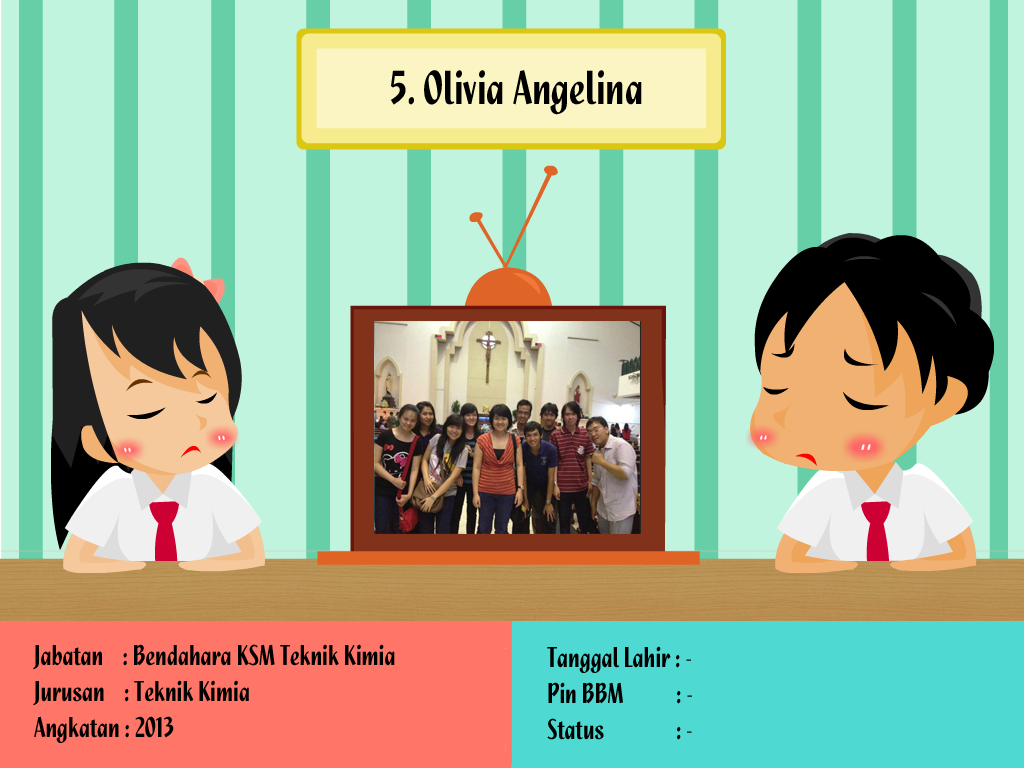 5. Olivia Angelina
Jabatan : Bendahara KSM Teknik Kimia
Jurusan : Teknik Kimia
Angkatan : 2013
Tanggal Lahir : -
Pin BBM : -
Status : -